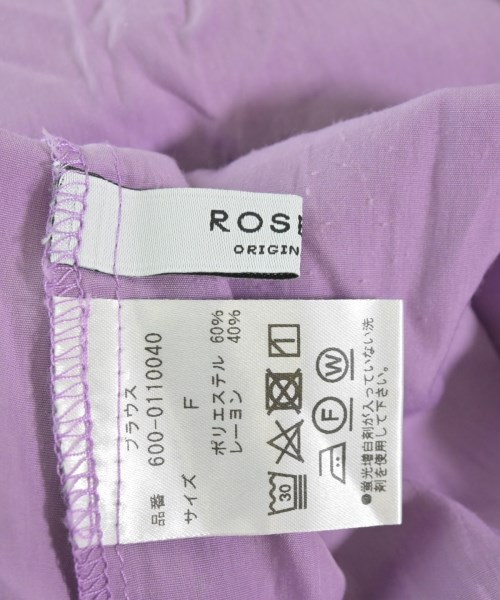 ROSE
ORIGIN
ブラウス
品番 600-0110040
サイズ F
ポリエステル 60%
レーヨン 40%
30
F
W
●蛍光増白剤が入っていない洗
剤を使用して下さい。